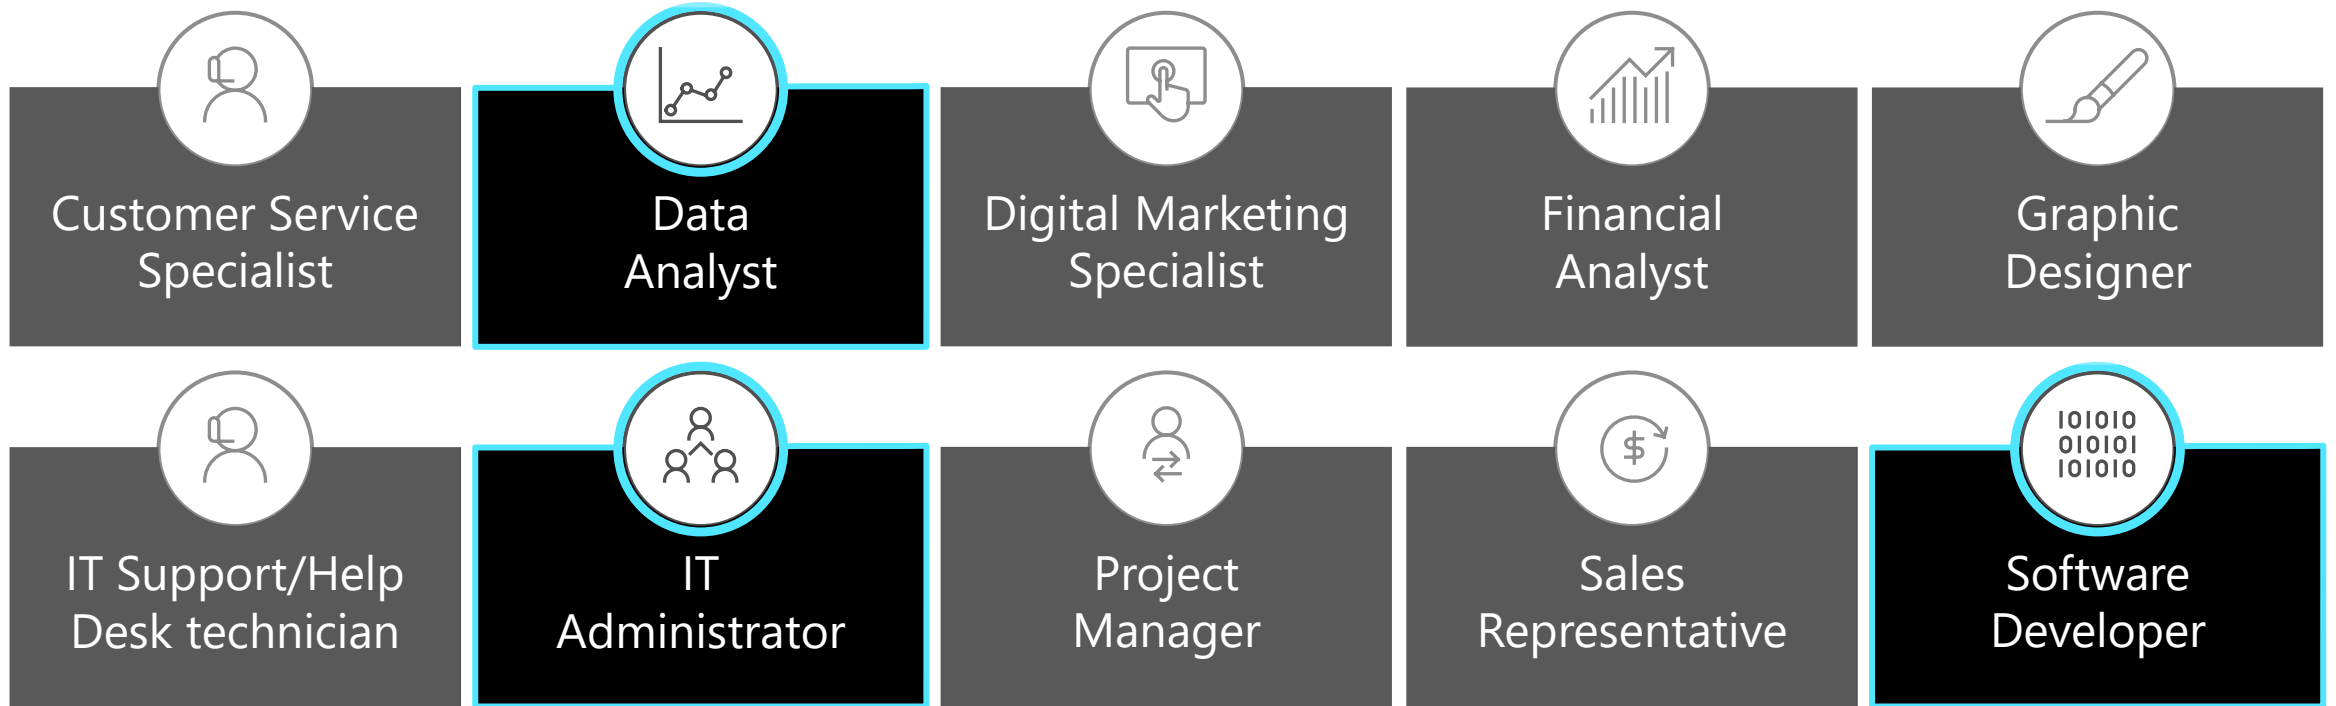 Customer Service
Specialist
Data
Analyst
Digital Marketing
Specialist
Financial
Analyst
Graphic
Designer
IT Support/Help
Desk technician
IT
Administrator
Project
Manager
$
Sales
Representative
101010
010101
101010
Software
Developer